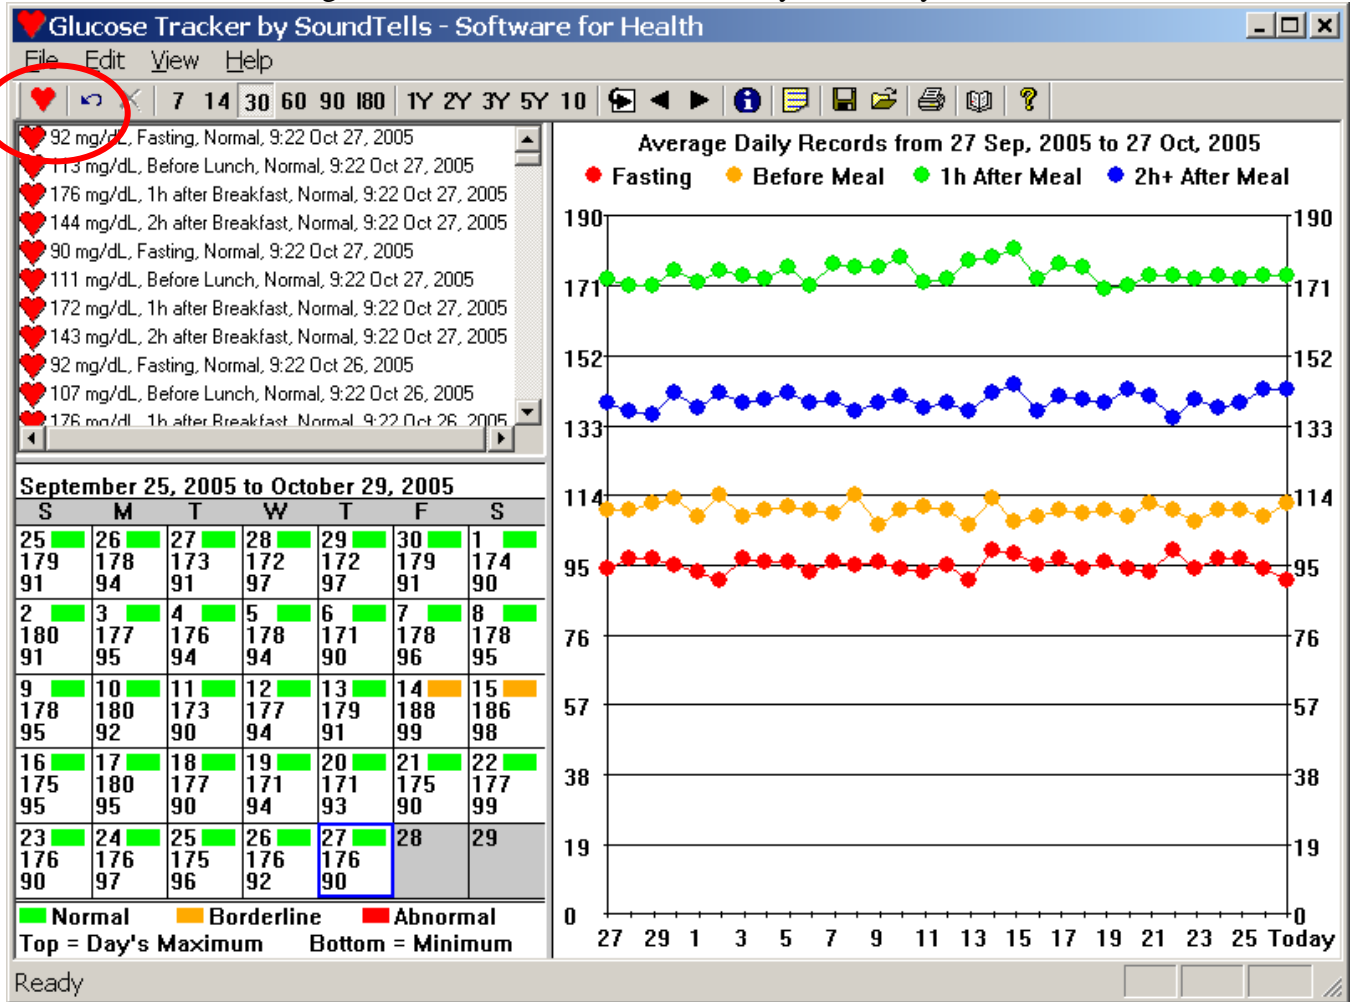 Glucose Tracker by SoundTells - Software for Health
File Edit View Help
7 14 30 60 90 180 1Y 2Y 3Y 5Y 10
92 mg/dL, Fasting, Normal, 9:22 Oct 27, 2005
113 mg/dL, Before Lunch, Normal, 9:22 Oct 27, 2005
176 mg/dL, 1h after Breakfast, Normal, 9:22 Oct 27, 2005
144 mg/dL, 2h after Breakfast, Normal, 9:22 Oct 27, 2005
90 mg/dL, Fasting, Normal, 9:22 Oct 27, 2005
111 mg/dL, Before Lunch, Normal, 9:22 Oct 27, 2005
172 mg/dL, 1h after Breakfast, Normal, 9:22 Oct 27, 2005
143 mg/dL, 2h after Breakfast, Normal, 9:22 Oct 27, 2005
92 mg/dL, Fasting, Normal, 9:22 Oct 26, 2005
107 mg/dL, Before Lunch, Normal, 9:22 Oct 26, 2005
176 mg/dL, 1h after Breakfast, Normal, 9:22 Oct 26, 2005
September 25, 2005 to October 29, 2005
S M T W T F S
25 26 27 28 29 30 1
179 178 173 172 172 179 174
91 94 91 97 97 91 90
2 3 4 5 6 7 8
180 177 176 178 171 178 178
91 95 94 94 90 96 95
9 10 11 12 13 14 15
178 180 173 177 179 188 186
95 92 90 94 91 99 98
16 17 18 19 20 21 22
175 180 177 171 171 175 177
95 95 90 94 93 90 99
23 24 25 26 27 28 29
176 176 175 176 176
90 97 96 92 90
Normal Borderline Abnormal
Top = Day's Maximum Bottom = Minimum
Average Daily Records from 27 Sep, 2005 to 27 Oct, 2005
Fasting Before Meal 1h After Meal 2h+ After Meal
190 190
171 171
152 152
133 133
114 114
95 95
76 76
57 57
38 38
19 19
0 0
27 29 1 3 5 7 9 11 13 15 17 19 21 23 25 Today
Ready